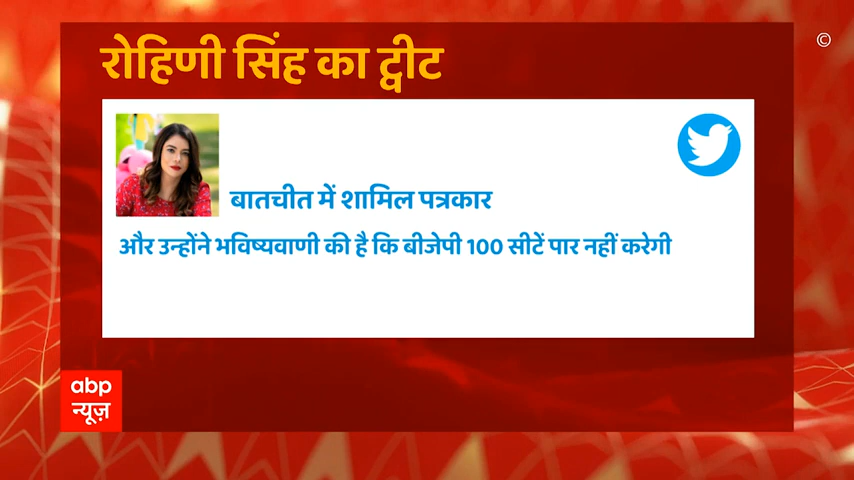 रोहिणी सिंह का ट्वीट
©
बातचीत में शामिल पत्रकार
और उन्होंने भविष्यवाणी की है कि बीजेपी 100 सीटें पार नहीं करेगी
abp
न्यूज़